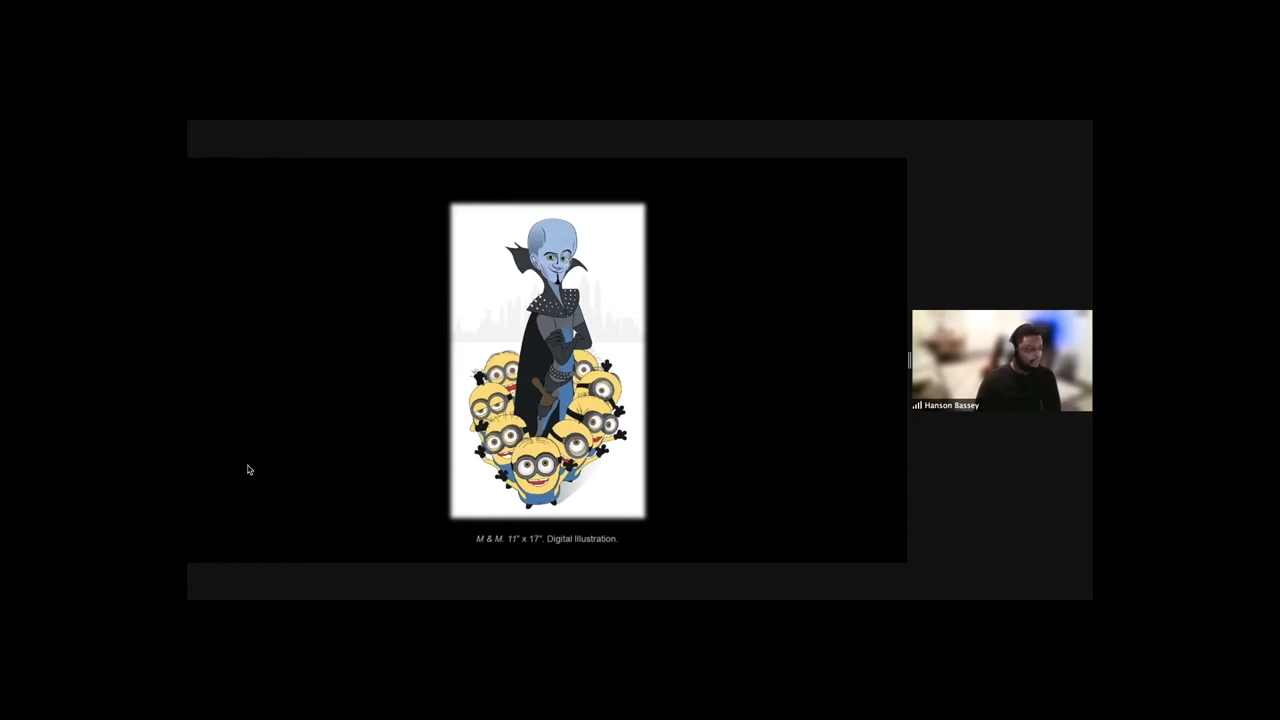 Hanson Bassey
M & M. 11" x 17". Digital Illustration.